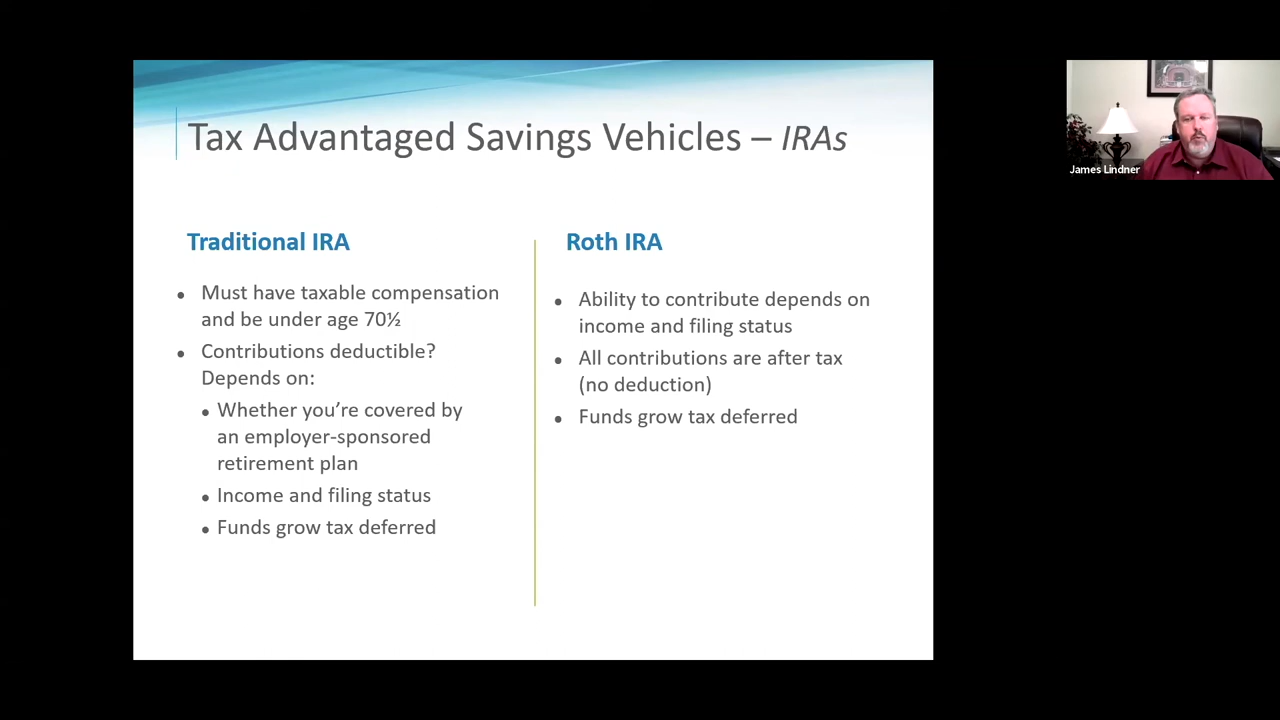 Tax Advantaged Savings Vehicles – IRAs
Traditional IRA
• Must have taxable compensation
and be under age 70½
• Contributions deductible?
Depends on:
• Whether you’re covered by
an employer-sponsored
retirement plan
• Income and filing status
• Funds grow tax deferred
Roth IRA
• Ability to contribute depends on
income and filing status
• All contributions are after tax
(no deduction)
• Funds grow tax deferred
James Lindner